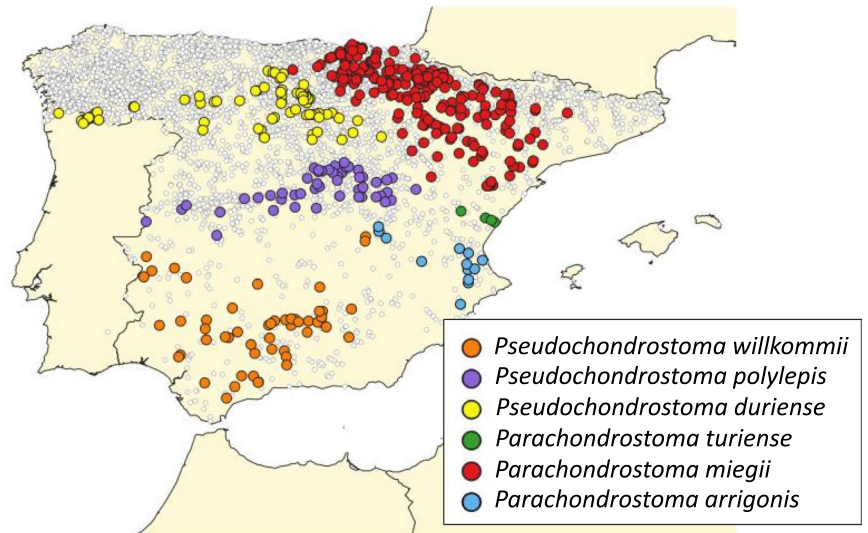 Pseudochondrostoma willkommii
Pseudochondrostoma polylepis
Pseudochondrostoma duriense
Parachondrostoma turiense
Parachondrostoma miegii
Parachondrostoma arrigonis